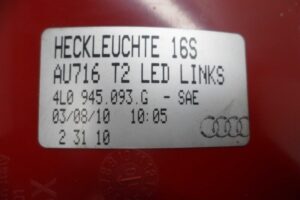 HECKLEUCHTE 16S
AU716 T2 LED LINKS
4L0 945.093.G - SAE
03/08/10 10:05
2 31 10